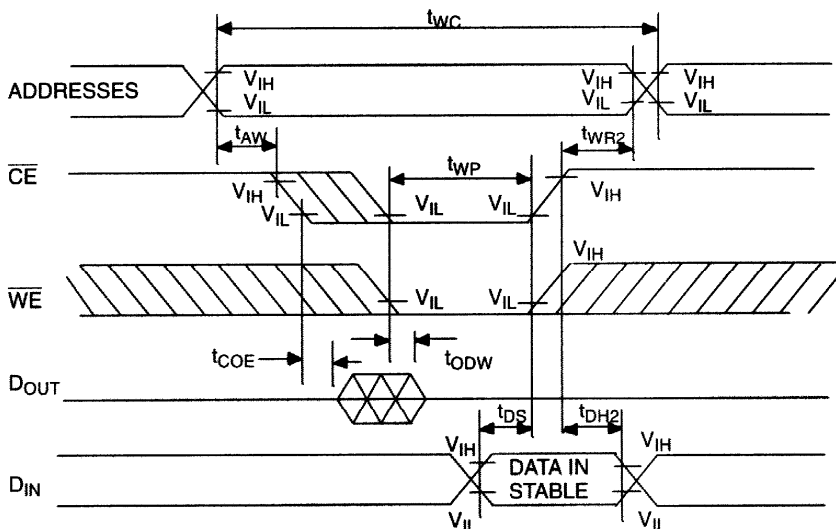 tWC
ADDRESSES
VIH
VIL
VIH
VIL
VIH
VIL
tAW
tWR2
CE
tWP
VIH
VIL
VIL
VIL
VIH
WE
VIH
VIL
VIL
tCOE
tODW
DOUT
tDS
tDH2
VIH
VIH
DIN
DATA IN
STABLE
VIL
VIL